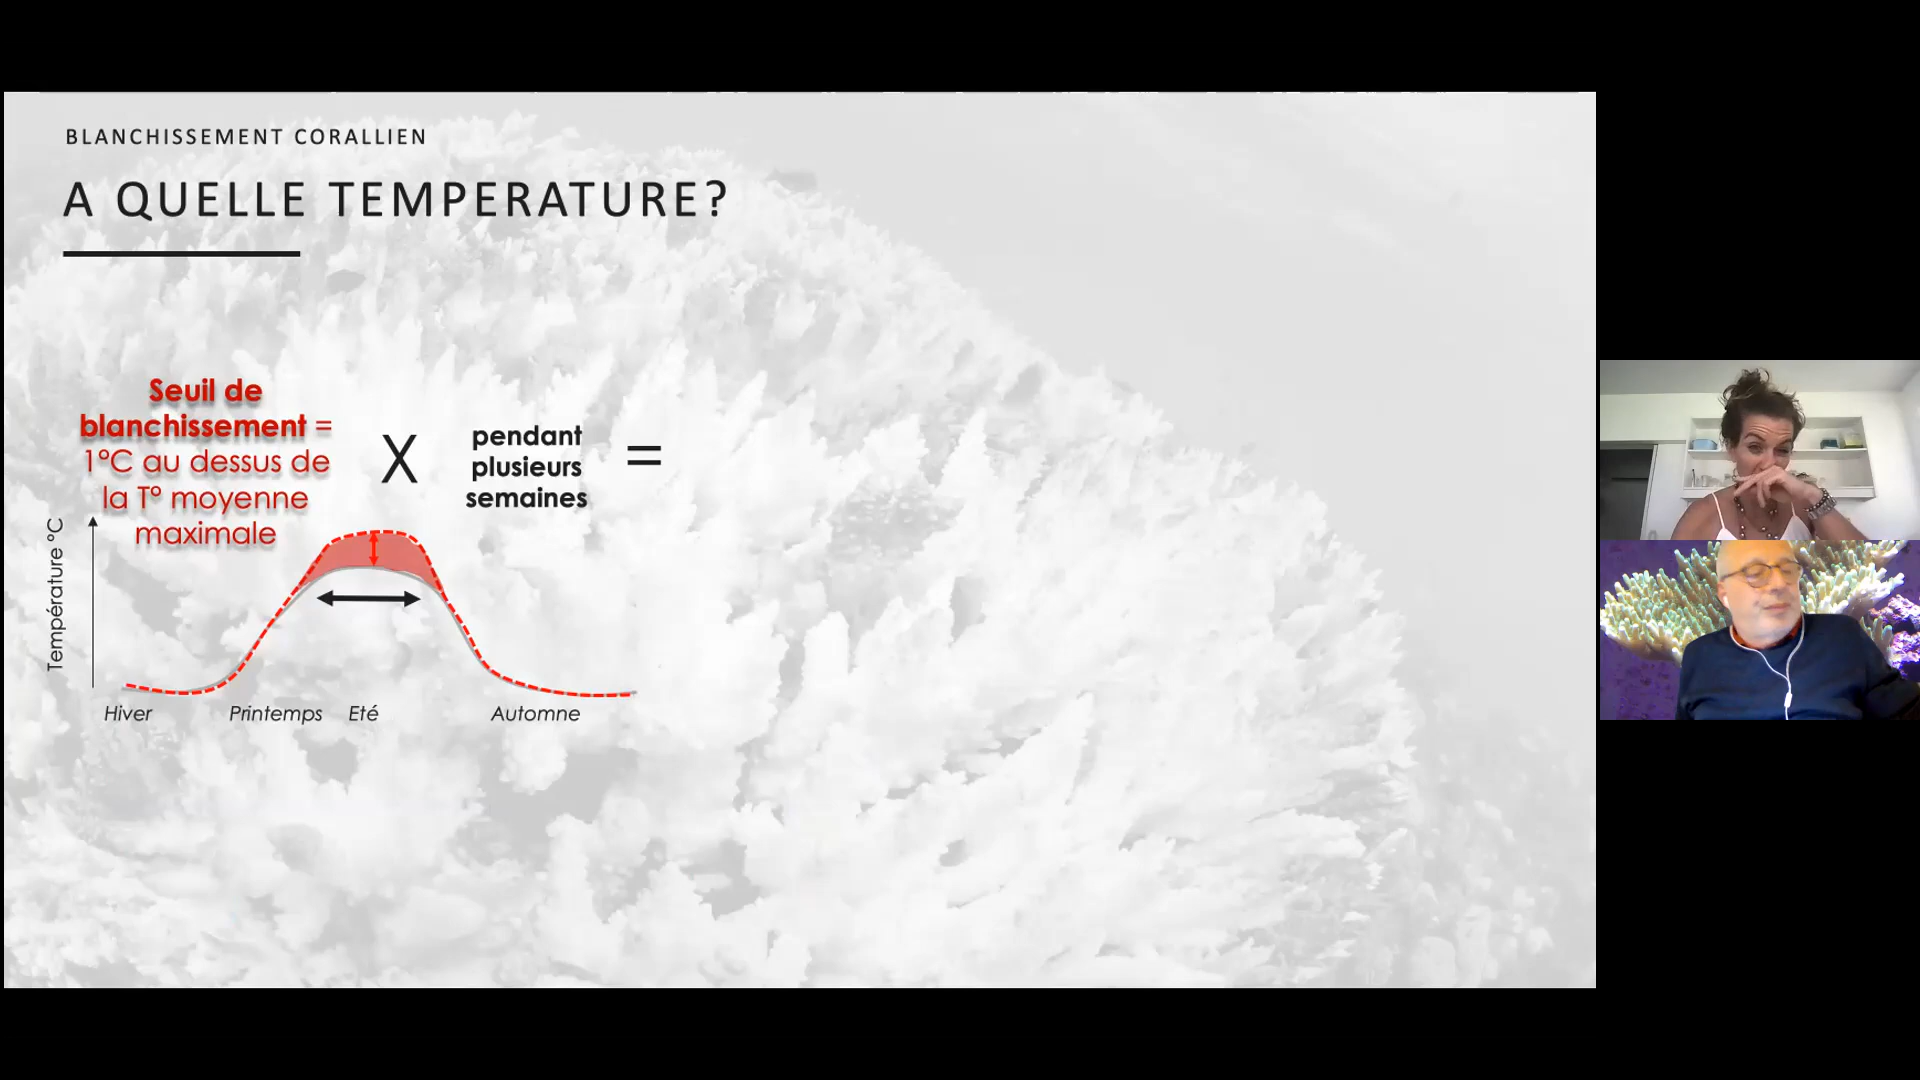 BLANCHISSEMENT CORALLIEN
A QUELLE TEMPERATURE?
Seuil de
blanchissement =
1°C au dessus de
la T° moyenne
maximale
X
pendant
plusieurs
semaines
=
Température °C
Hiver
Printemps
Eté
Automne